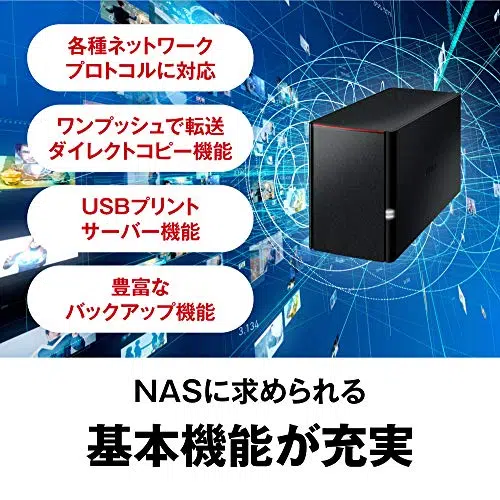 各種ネットワーク
プロトコルに対応
ワンプッシュで転送
ダイレクトコピー機能
USBプリント
サーバー機能
豊富な
バックアップ機能
3.134
NASに求められる
基本機能が充実